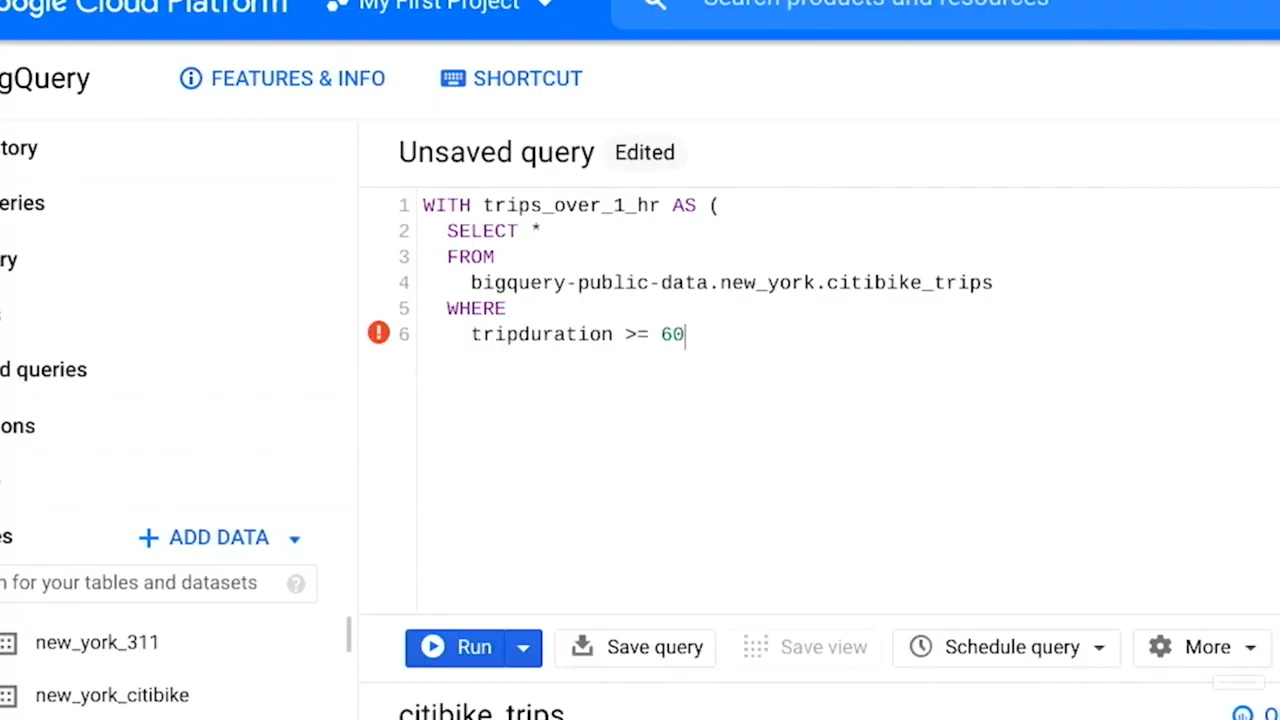 oogle Cloud Platform My First Project Search products and resources
gQuery FEATURES & INFO SHORTCUT
tory
Unsaved query Edited
eries
ry
d queries
ons
1 WITH trips_over_1_hr AS (
2 SELECT *
3 FROM
4 bigquery-public-data.new_york.citibike_trips
5 WHERE
6 tripduration >= 60
es + ADD DATA
n for your tables and datasets ?
new_york_311
new_york_citibike
Run Save query Save view Schedule query More
citibike_trips